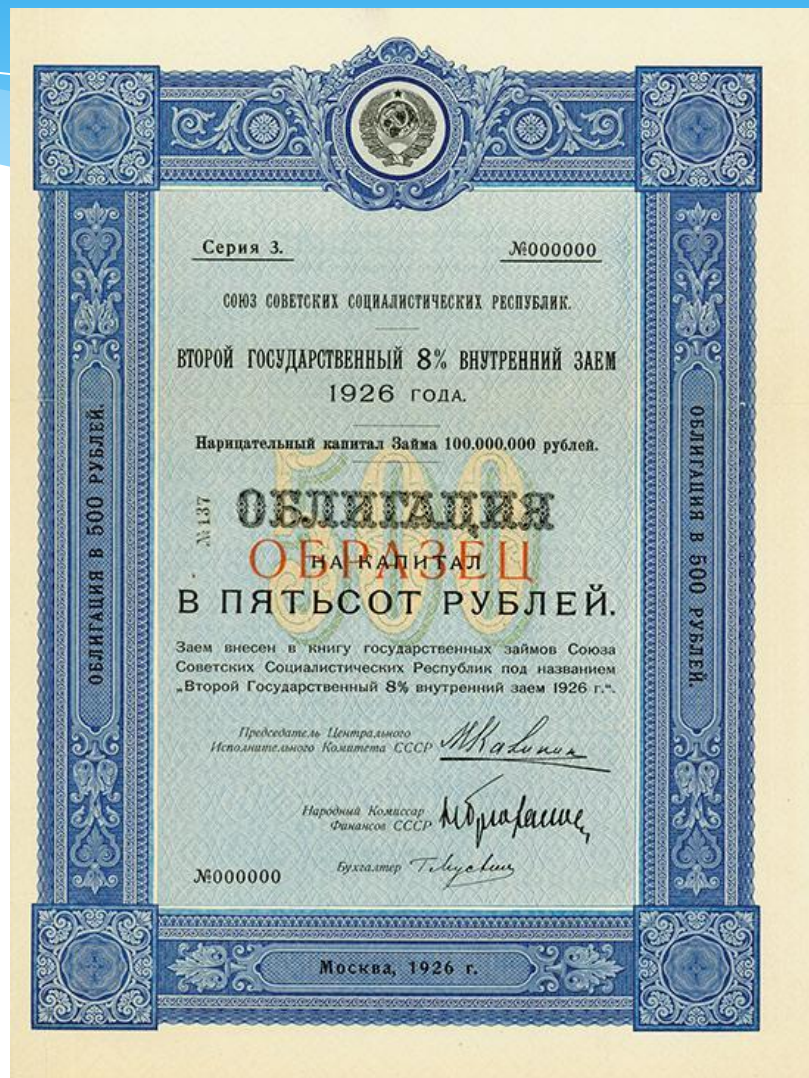 Серия 3.
№000000
СОЮЗ СОВЕТСКИХ СОЦИАЛИСТИЧЕСКИХ РЕСПУБЛИК.
ВТОРОЙ ГОСУДАРСТВЕННЫЙ 8% ВНУТРЕННИЙ ЗАЕМ
1926 ГОДА.
Нарицательный капитал Займа 100.000.000 рублей.
500
№137
ОБЛИГАЦИЯ
ОБРАЗЕЦ
НА КАПИТАЛ
В ПЯТЬСОТ РУБЛЕЙ.
Заем внесен в книгу государственных займов Союза
Советских Социалистических Республик под названием
„Второй Государственный 8% внутренний заем 1926 г.“.
Председатель Центрального
Исполнительного Комитета СССР МКалинин
Народный Комиссар
Финансов СССР
Бухгалтер
№000000
Москва, 1926 г.
ОБЛИГАЦИЯ В 500 РУБЛЕЙ.
ОБЛИГАЦИЯ В 500 РУБЛЕЙ.